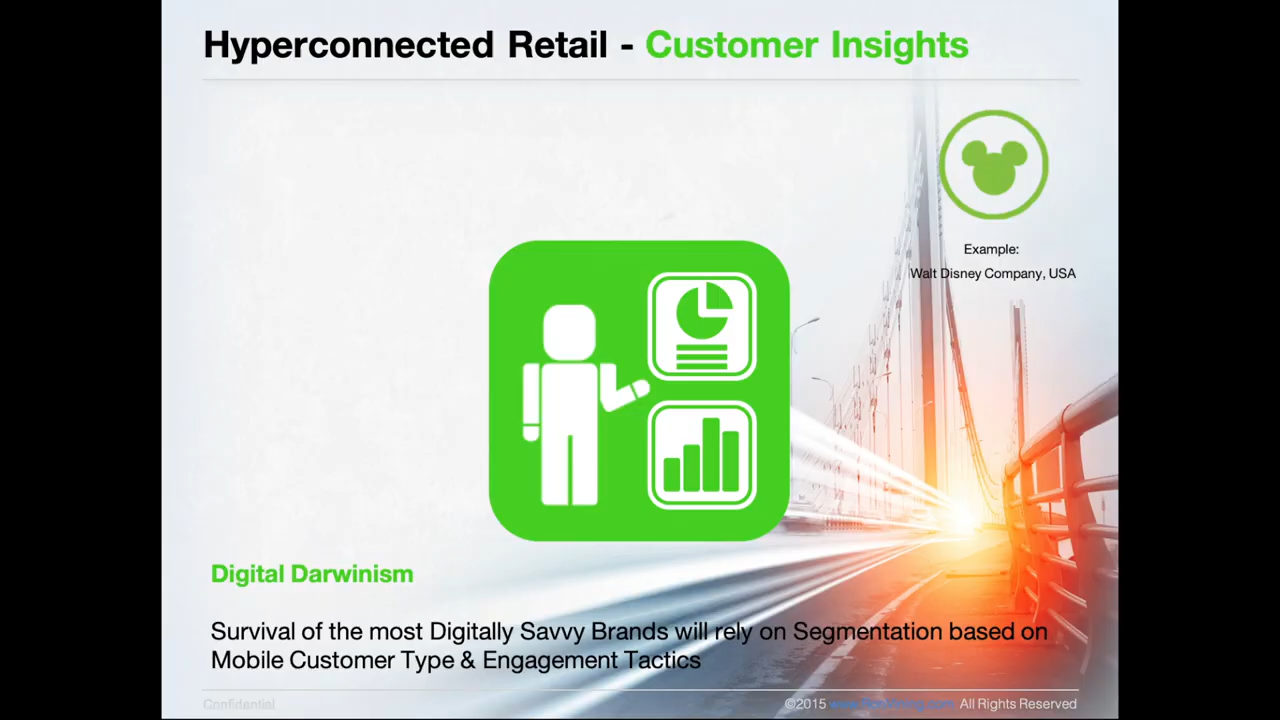 Hyperconnected Retail - Customer Insights
Example:
Walt Disney Company, USA
Digital Darwinism
Survival of the most Digitally Savvy Brands will rely on Segmentation based on
Mobile Customer Type & Engagement Tactics
Confidential
©2015 All Rights Reserved